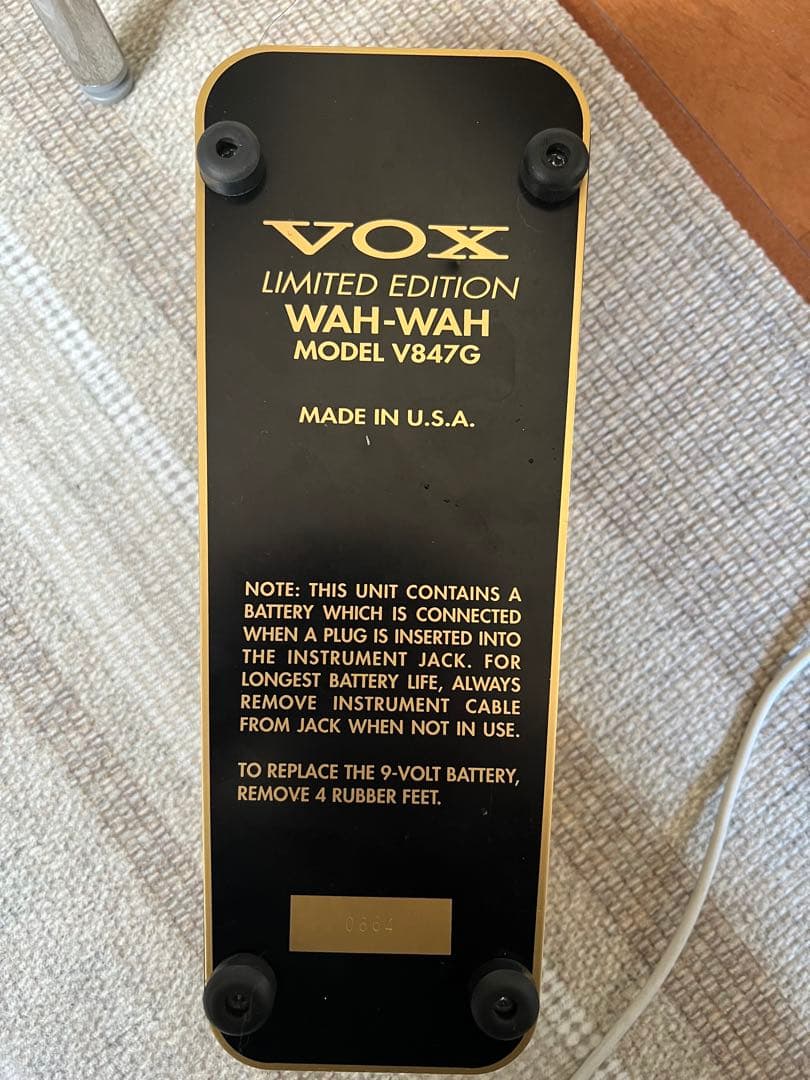 VOX
LIMITED EDITION
WAH-WAH
MODEL V847G
MADE IN U.S.A.
NOTE: THIS UNIT CONTAINS A
BATTERY WHICH IS CONNECTED
WHEN A PLUG IS INSERTED INTO
THE INSTRUMENT JACK. FOR
LONGEST BATTERY LIFE, ALWAYS
REMOVE INSTRUMENT CABLE
FROM JACK WHEN NOT IN USE.
TO REPLACE THE 9-VOLT BATTERY,
REMOVE 4 RUBBER FEET.